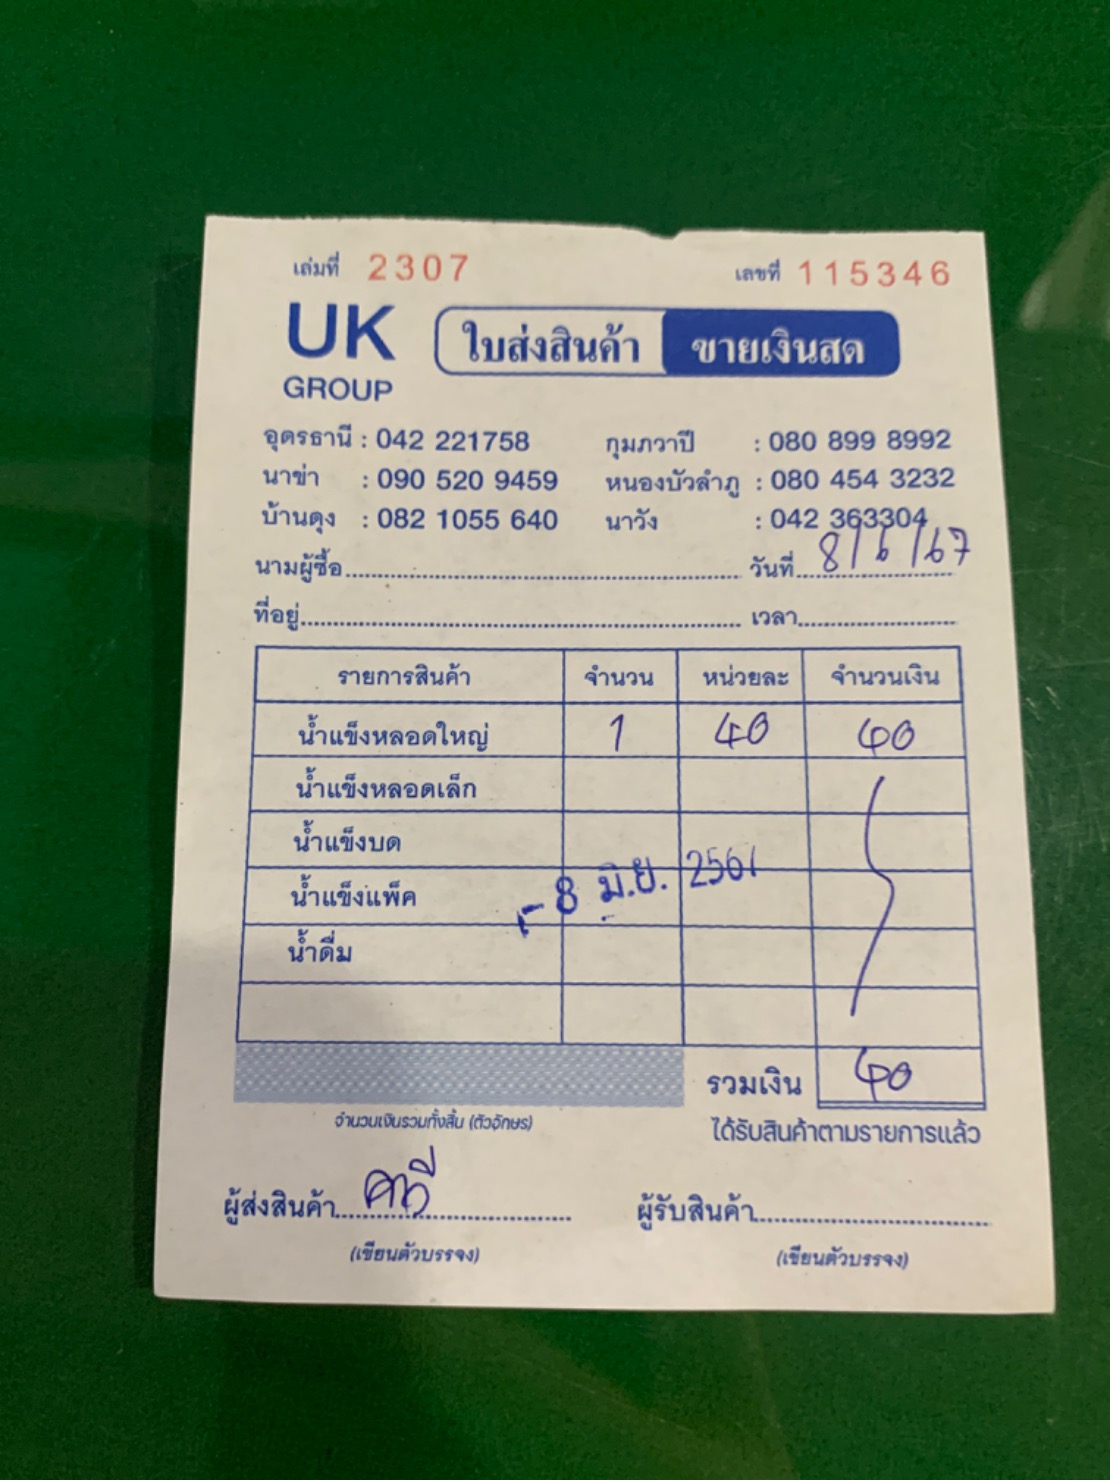 เล่มที่ 2307 เลขที่ 115346
UK GROUP
ใบส่งสินค้า ขายเงินสด
อุดรธานี : 042 221758 กุมภวาปี : 080 899 8992
นาข่า : 090 520 9459 หนองบัวลำภู : 080 454 3232
บ้านดุง : 082 1055 640 นาวัง : 042 363304
นามผู้ซื้อ วันที่ 8/6/67
ที่อยู่ เวลา
รายการสินค้า จำนวน หน่วยละ จำนวนเงิน
น้ำแข็งหลอดใหญ่ 1 40 40
น้ำแข็งหลอดเล็ก
น้ำแข็งบด
น้ำแข็งแพ็ค
-8 มิ.ย. 2567
น้ำดื่ม
รวมเงิน 40
จำนวนเงินรวมทั้งสิ้น (ตัวอักษร)
ได้รับสินค้าตามรายการแล้ว
ผู้ส่งสินค้า ผู้รับสินค้า
(เขียนตัวบรรจง) (เขียนตัวบรรจง)